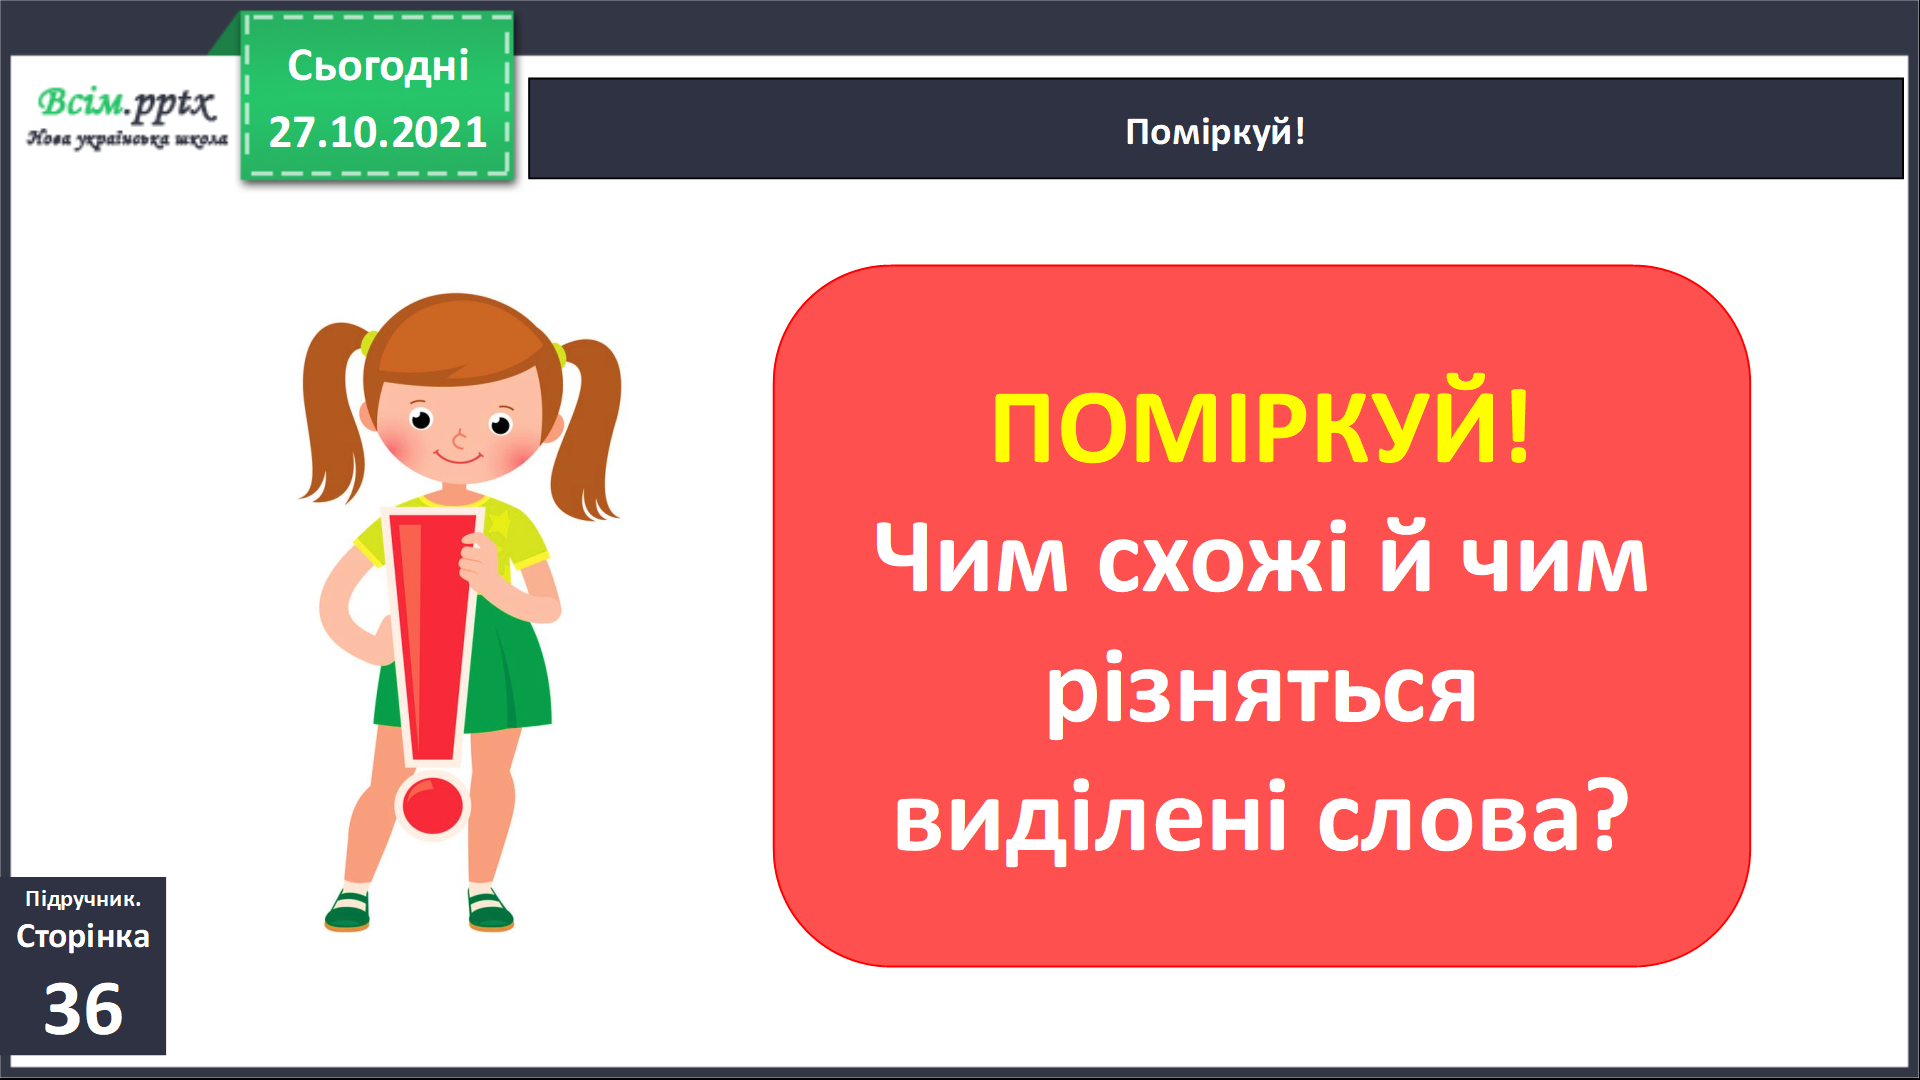 Всім.pptx
Нова українська школа
Сьогодні
27.10.2021
Поміркуй!
ПОМІРКУЙ!
Чим схожі й чим
різняться
виділені слова?
Підручник.
Сторінка
36